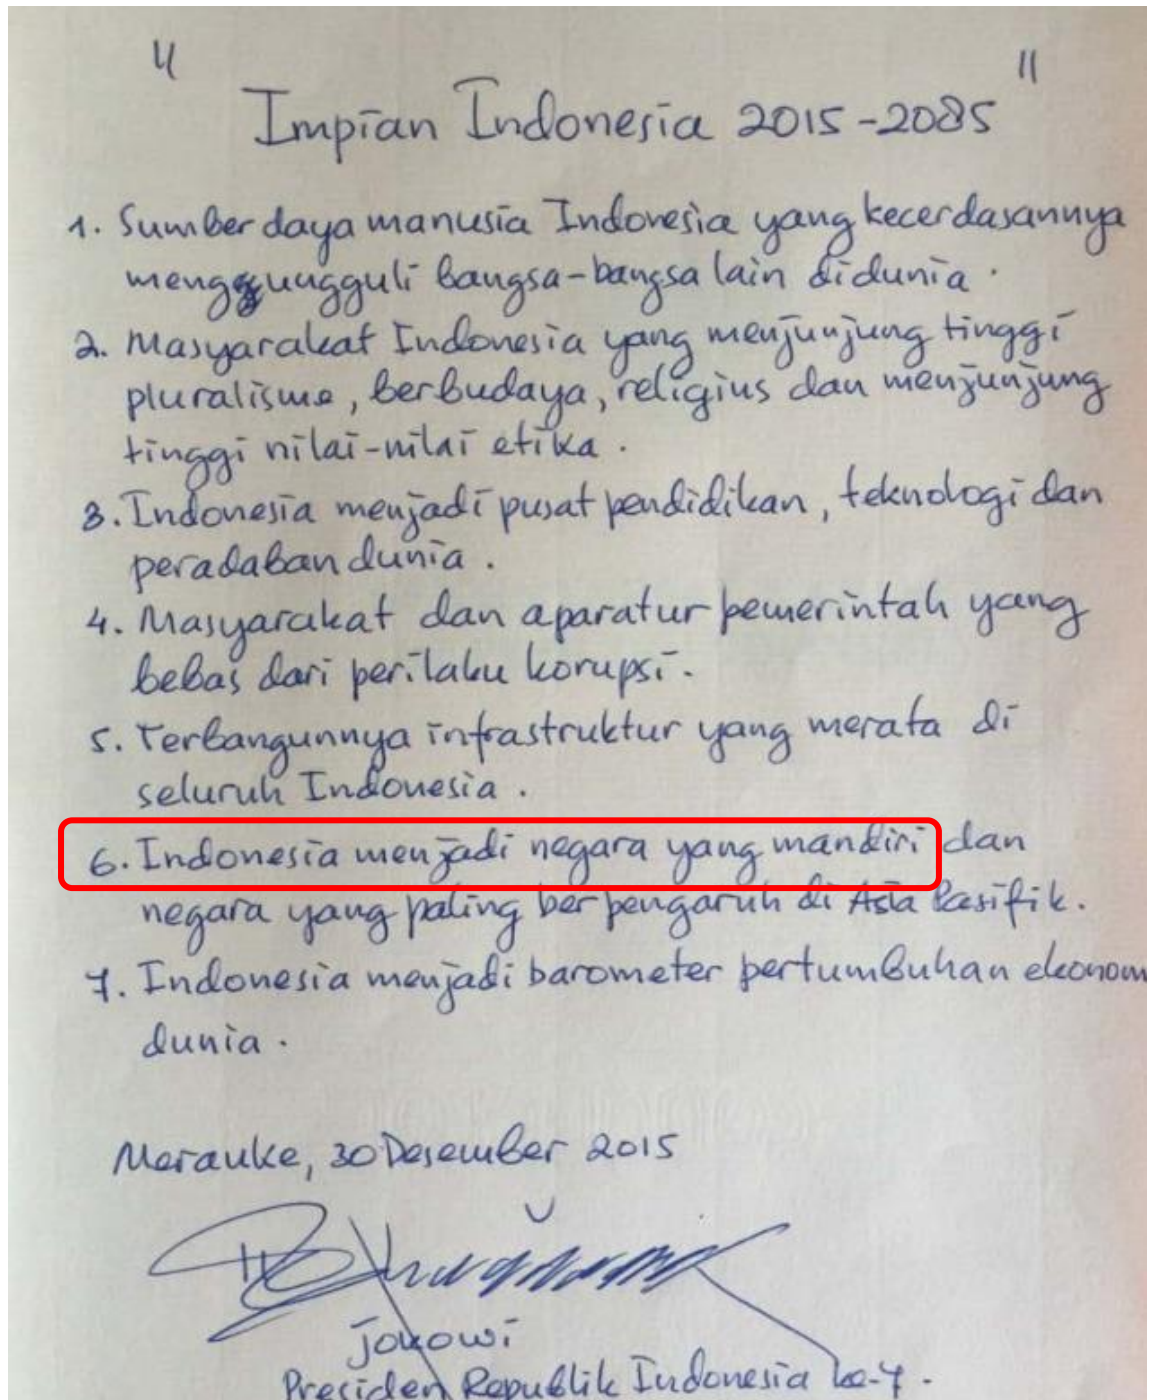 "
"
Impian Indonesia 2015-2085
1. Sumber daya manusia Indonesia yang kecerdasannya
mengungguli bangsa-bangsa lain didunia.
2. Masyarakat Indonesia yang menjunjung tinggi
pluralisme, berbudaya, religius dan menjunjung
tinggi nilai-nilai etika.
3. Indonesia menjadi pusat pendidikan, teknologi dan
peradaban dunia.
4. Masyarakat dan aparatur pemerintah yang
bebas dari perilaku korupsi.
5. Terbangunnya infrastruktur yang merata di
seluruh Indonesia.
6. Indonesia menjadi negara yang mandiri dan
negara yang paling berpengaruh di Asia Pasifik.
7. Indonesia menjadi barometer pertumbuhan ekonom
dunia.
Merauke, 30 Desember 2015
jokowi
Presiden Republik Indonesia ke-7.